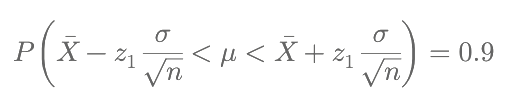 P(X̄ − z₁ σ/√n < μ < X̄ + z₁ σ/√n) = 0.9